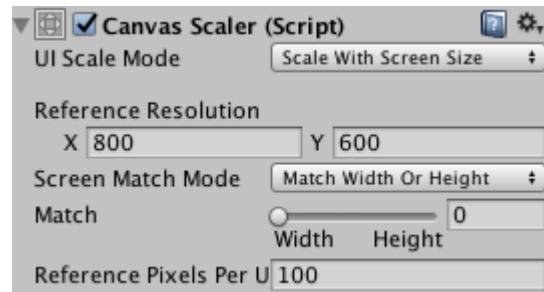 Canvas Scaler (Script)
UI Scale Mode Scale With Screen Size
Reference Resolution
X 800 Y 600
Screen Match Mode Match Width Or Height
Match 0
Width Height
Reference Pixels Per U 100